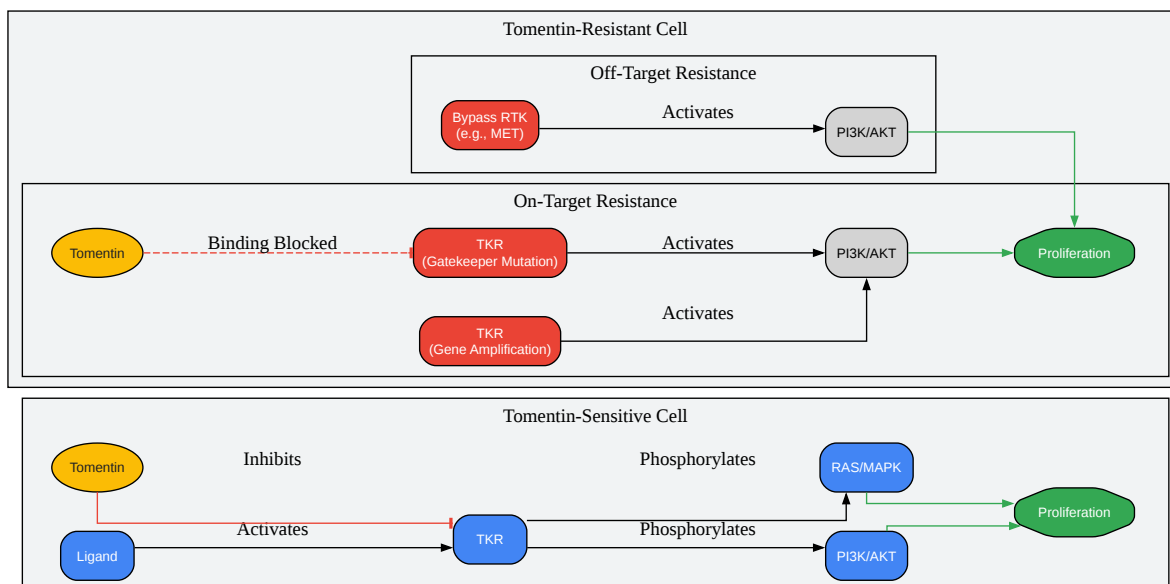 Tomentin-Resistant Cell
Off-Target Resistance
Bypass RTK
(e.g., MET)
Activates
PI3K/AKT
On-Target Resistance
Tomentin
Binding Blocked
TKR
(Gatekeeper Mutation)
Activates
PI3K/AKT
Proliferation
TKR
(Gene Amplification)
Activates
Tomentin-Sensitive Cell
Tomentin
Inhibits
Phosphorylates
RAS/MAPK
Proliferation
Ligand
Activates
TKR
Phosphorylates
PI3K/AKT